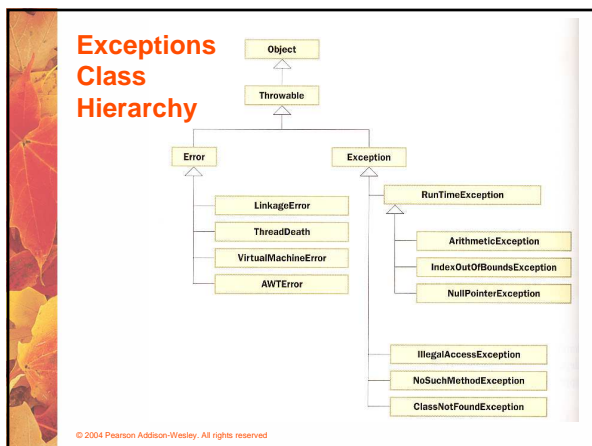 Exceptions
Class
Hierarchy
Object
Throwable
Error
Exception
LinkageError
ThreadDeath
VirtualMachineError
AWTError
RunTimeException
ArithmeticException
IndexOutOfBoundsException
NullPointerException
IllegalAccessException
NoSuchMethodException
ClassNotFoundException
© 2004 Pearson Addison-Wesley. All rights reserved